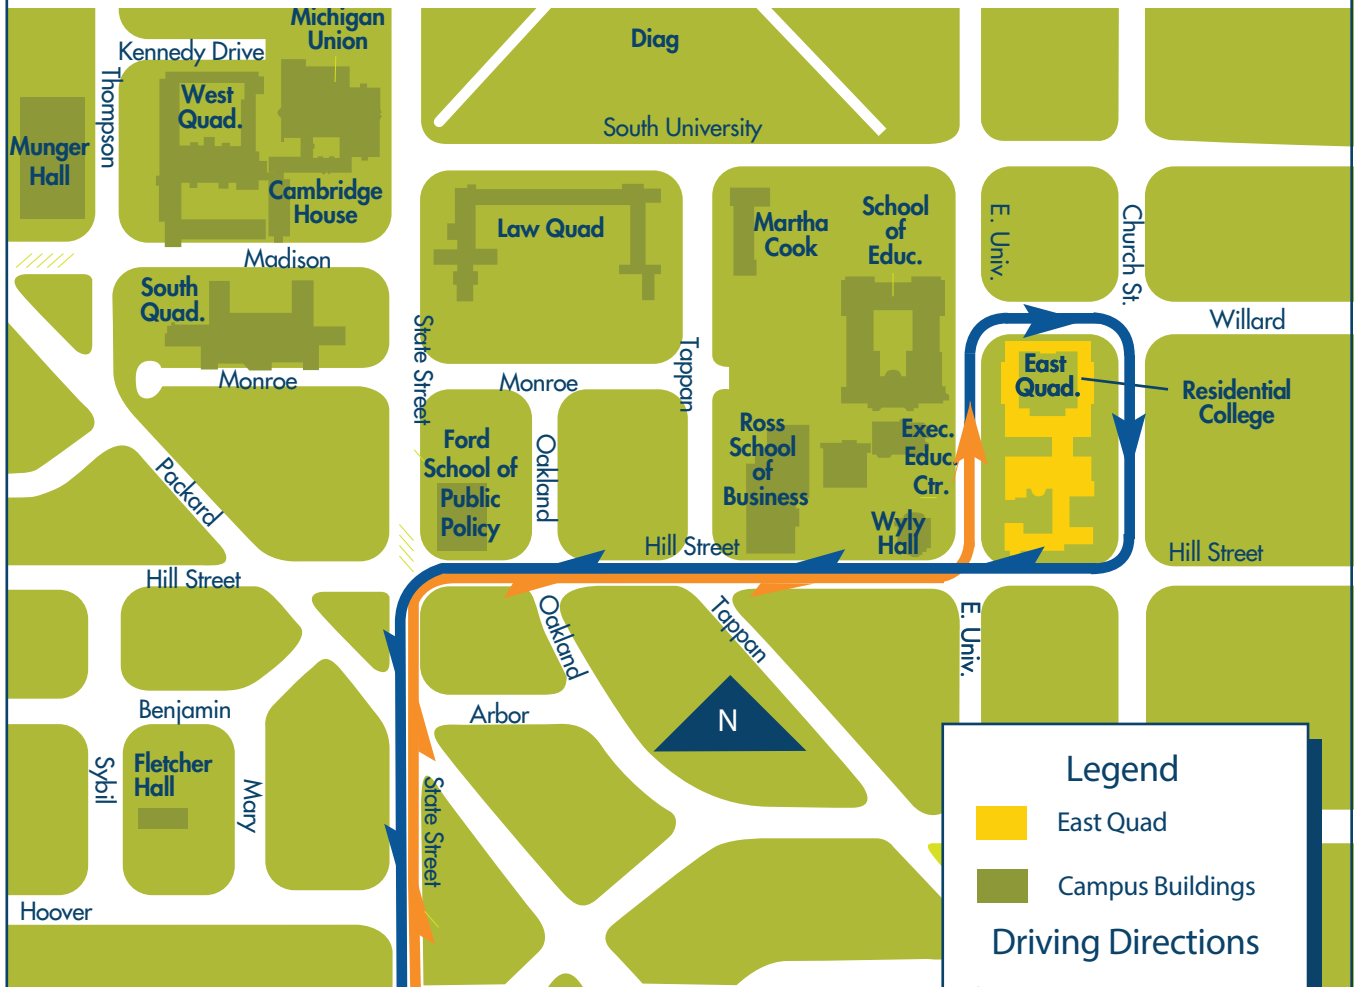 Michigan
Union
Diag
Kennedy Drive
Thompson
West
Quad.
South University
Munger
Hall
Cambridge
House
Law Quad
Martha
Cook
School
of
Educ.
E. Univ.
Church St.
Madison
South
Quad.
State Street
Tappan
Willard
Monroe
Monroe
East
Quad.
Residential
College
Ford
School of
Public
Policy
Oakland
Ross
School
of
Business
Exec.
Educ.
Ctr.
Packard
Wyly
Hall
Hill Street
Hill Street
Hill Street
Oakland
Tappan
E. Univ.
Benjamin
Arbor
N
Fletcher
Hall
Sybil
Mary
State Street
Hoover
Legend
East Quad
Campus Buildings
Driving Directions